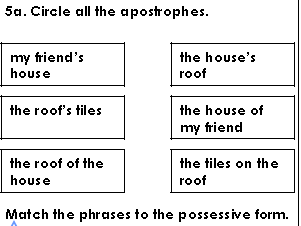 5a. Circle all the apostrophes.
my friend’s
house
the house’s
roof
the roof’s tiles
the house of
my friend
the roof of the
house
the tiles on the
roof
Match the phrases to the possessive form.